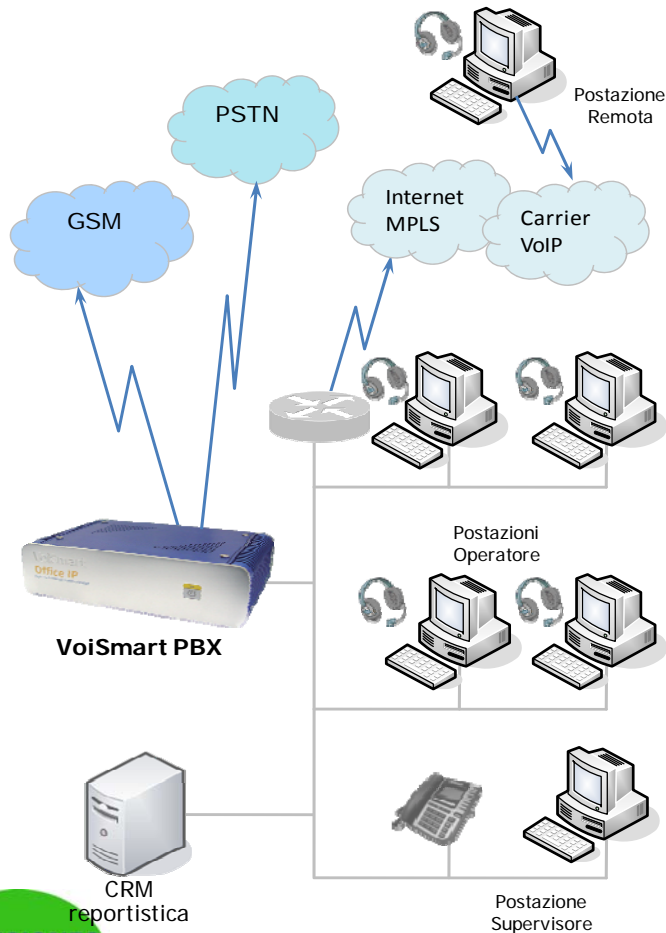 Postazione
Remota
PSTN
GSM
Internet
MPLS
Carrier
VoIP
Postazioni
Operatore
Office IP
VoiSmart PBX
CRM
reportistica
Postazione
Supervisore